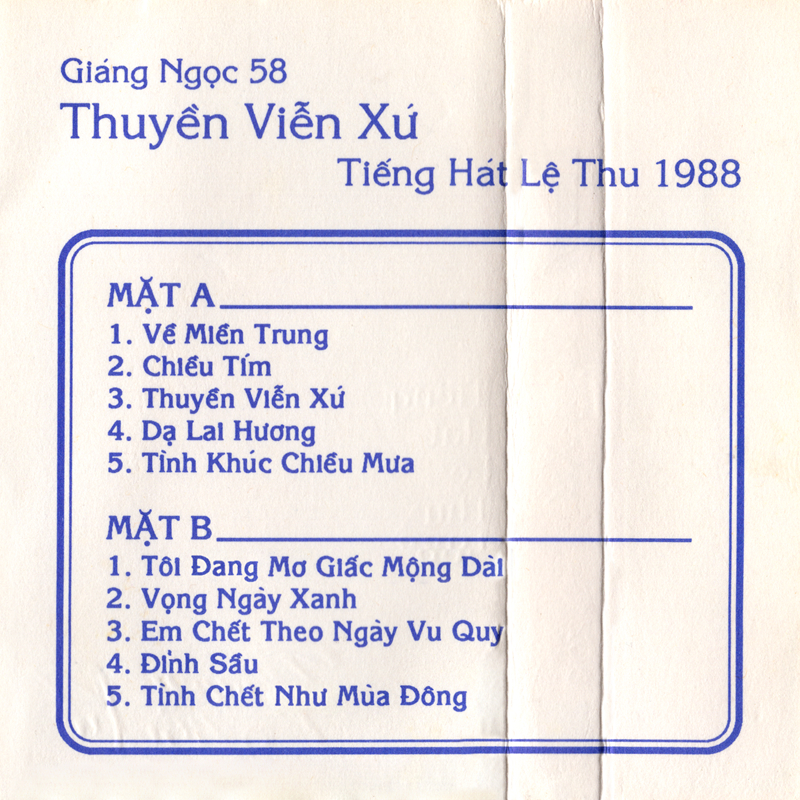 Giáng Ngọc 58
Thuyền Viễn Xứ
Tiếng Hát Lệ Thu 1988
MẶT A
1. Về Miền Trung
2. Chiều Tím
3. Thuyền Viễn Xứ
4. Dạ Lai Hương
5. Tình Khúc Chiều Mưa
MẶT B
1. Tôi Đang Mơ Giấc Mộng Dài
2. Vọng Ngày Xanh
3. Em Chết Theo Ngày Vu Quy
4. Đỉnh Sầu
5. Tình Chết Như Mùa Đông